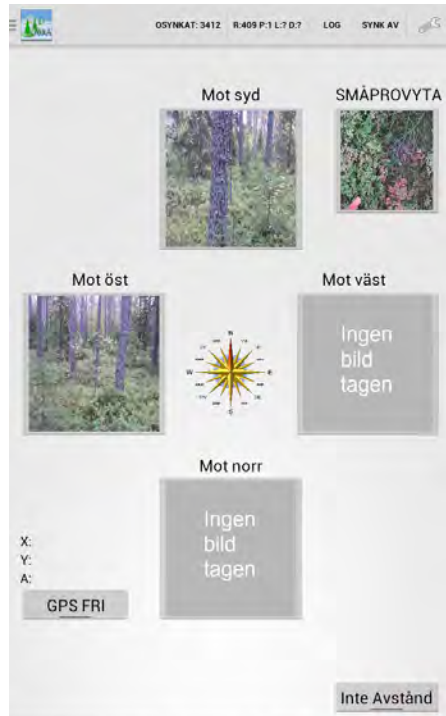 OSYNKAT: 3412 R:409 P:1 L:? D:? LOG SYNK AV
Mot syd
SMÅPROVYTA
Mot öst
Mot väst
Ingen
bild
tagen
N
W
E
S
Mot norr
Ingen
bild
tagen
X:
Y:
A:
GPS FRI
Inte Avstånd